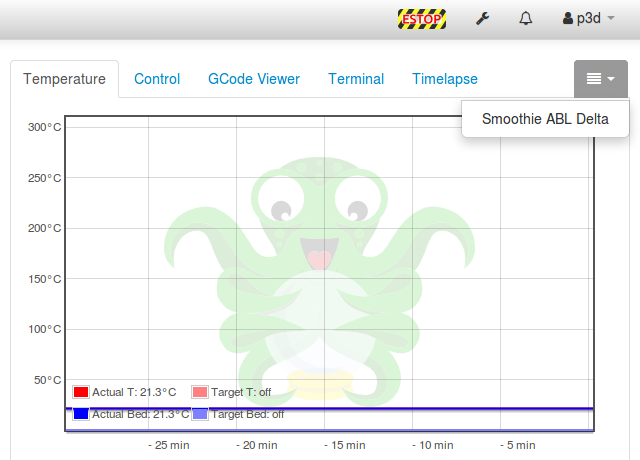 ESTOP p3d
Temperature Control GCode Viewer Terminal Timelapse
Smoothie ABL Delta
300°C
250°C
200°C
150°C
100°C
50°C
Actual T: 21.3°C Target T: off
Actual Bed: 21.3°C Target Bed: off
- 25 min - 20 min - 15 min - 10 min - 5 min